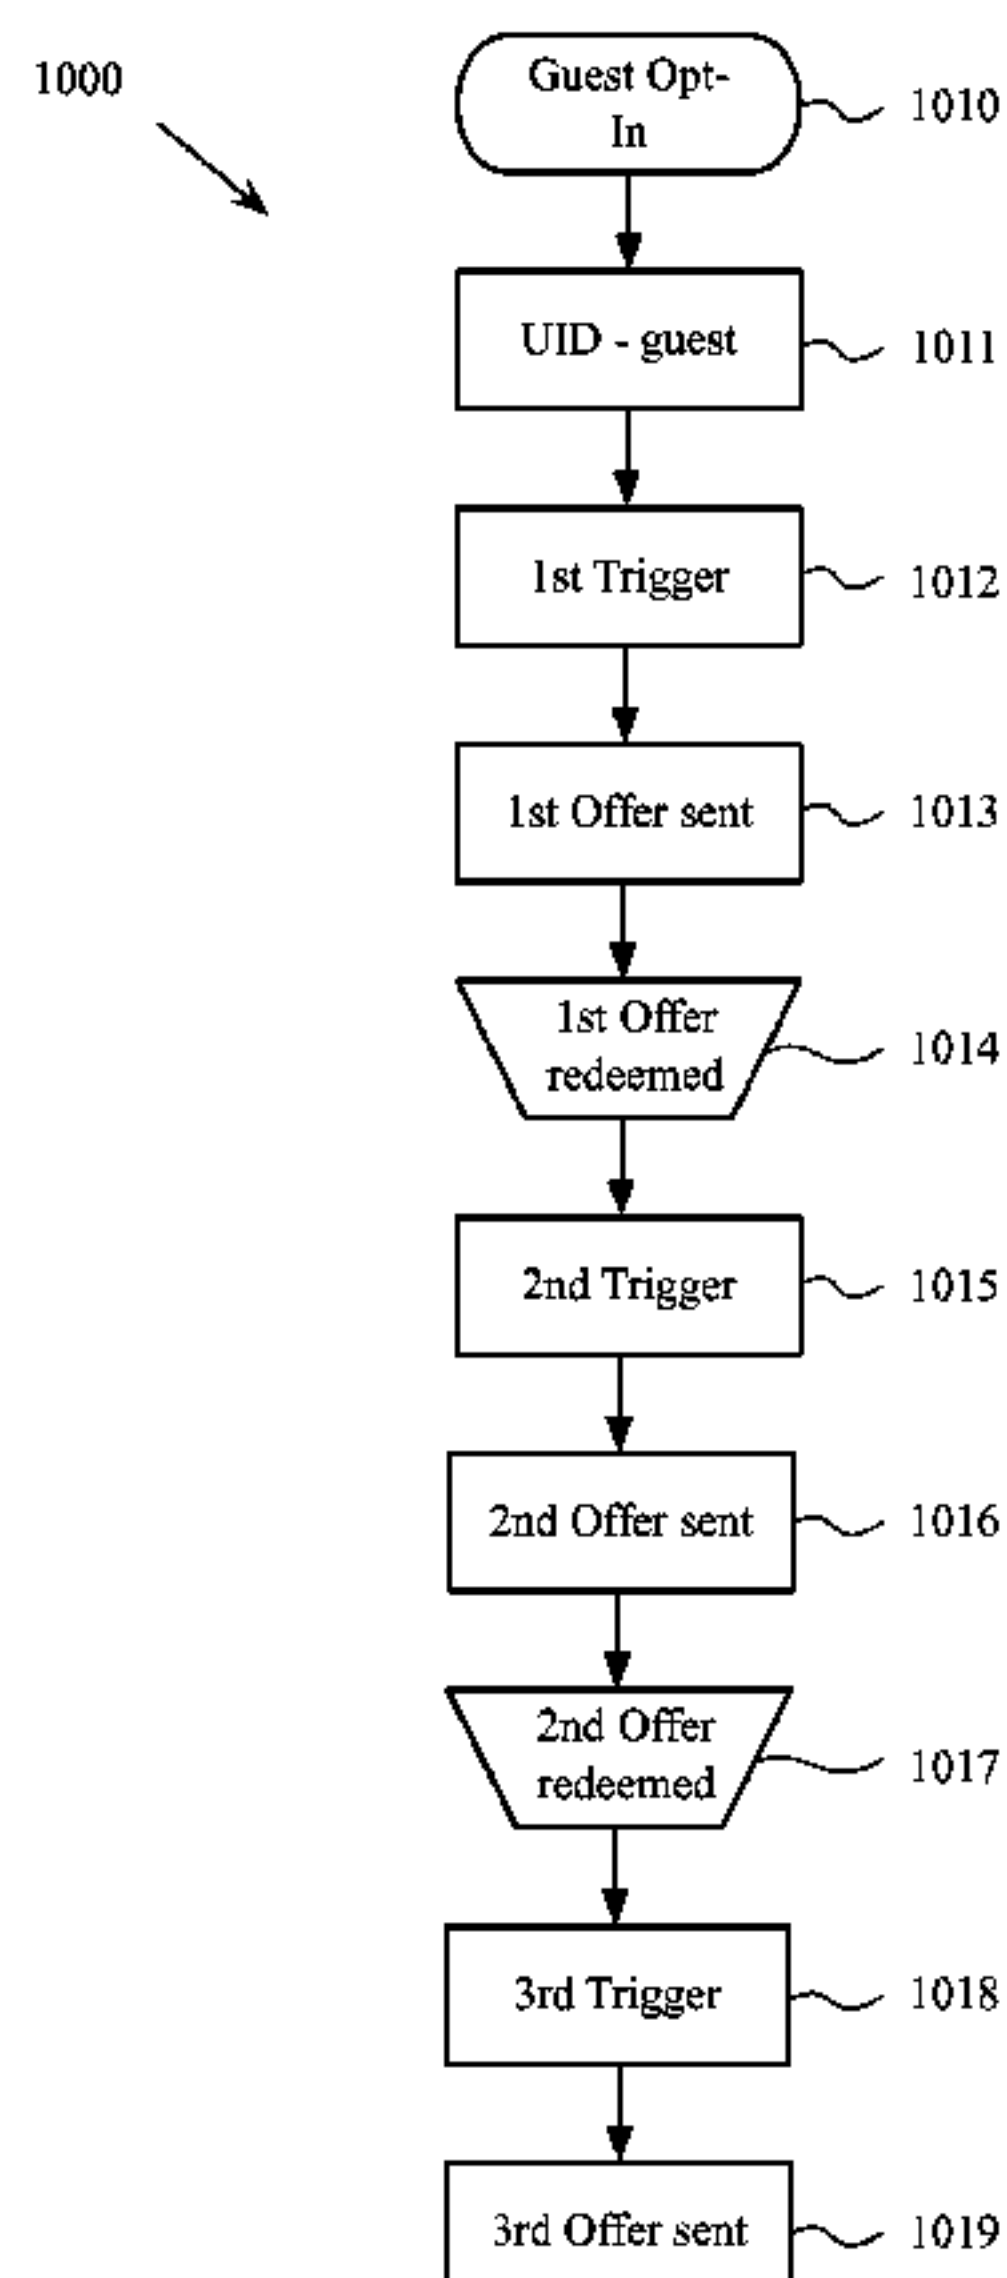 1000
Guest Opt-
In
1010
UID - guest
1011
1st Trigger
1012
1st Offer sent
1013
1st Offer
redeemed
1014
2nd Trigger
1015
2nd Offer sent
1016
2nd Offer
redeemed
1017
3rd Trigger
1018
3rd Offer sent
1019